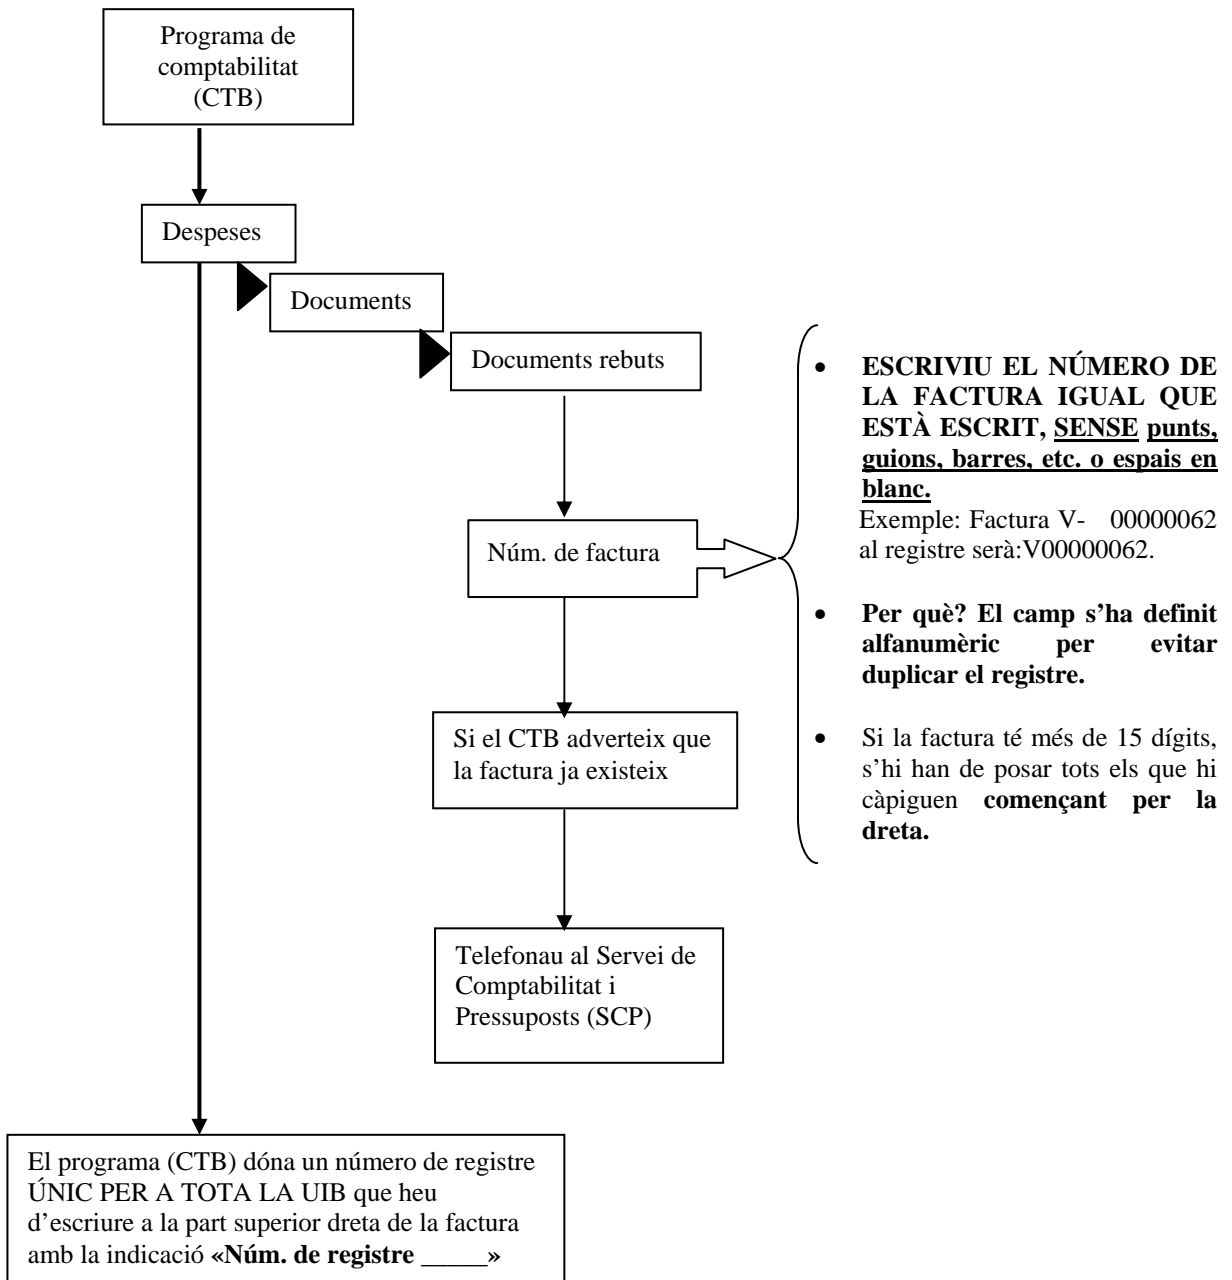 Programa de
comptabilitat
(CTB)
Despeses
Documents
Documents rebuts
Núm. de factura
• ESCRIVIU EL NÚMERO DE
LA FACTURA IGUAL QUE
ESTÀ ESCRIT, SENSE punts,
guions, barres, etc. o espais en
blanc.
Exemple: Factura V- 00000062
al registre serà:V00000062.
• Per què? El camp s’ha definit
alfanumèric per evitar
duplicar el registre.
• Si la factura té més de 15 dígits,
s’hi han de posar tots els que hi
càpiguen començant per la
dreta.
Si el CTB adverteix que
la factura ja existeix
Telefonau al Servei de
Comptabilitat i
Pressuposts (SCP)
El programa (CTB) dóna un número de registre
ÚNIC PER A TOTA LA UIB que heu
d’escriure a la part superior dreta de la factura
amb la indicació «Núm. de registre _____»